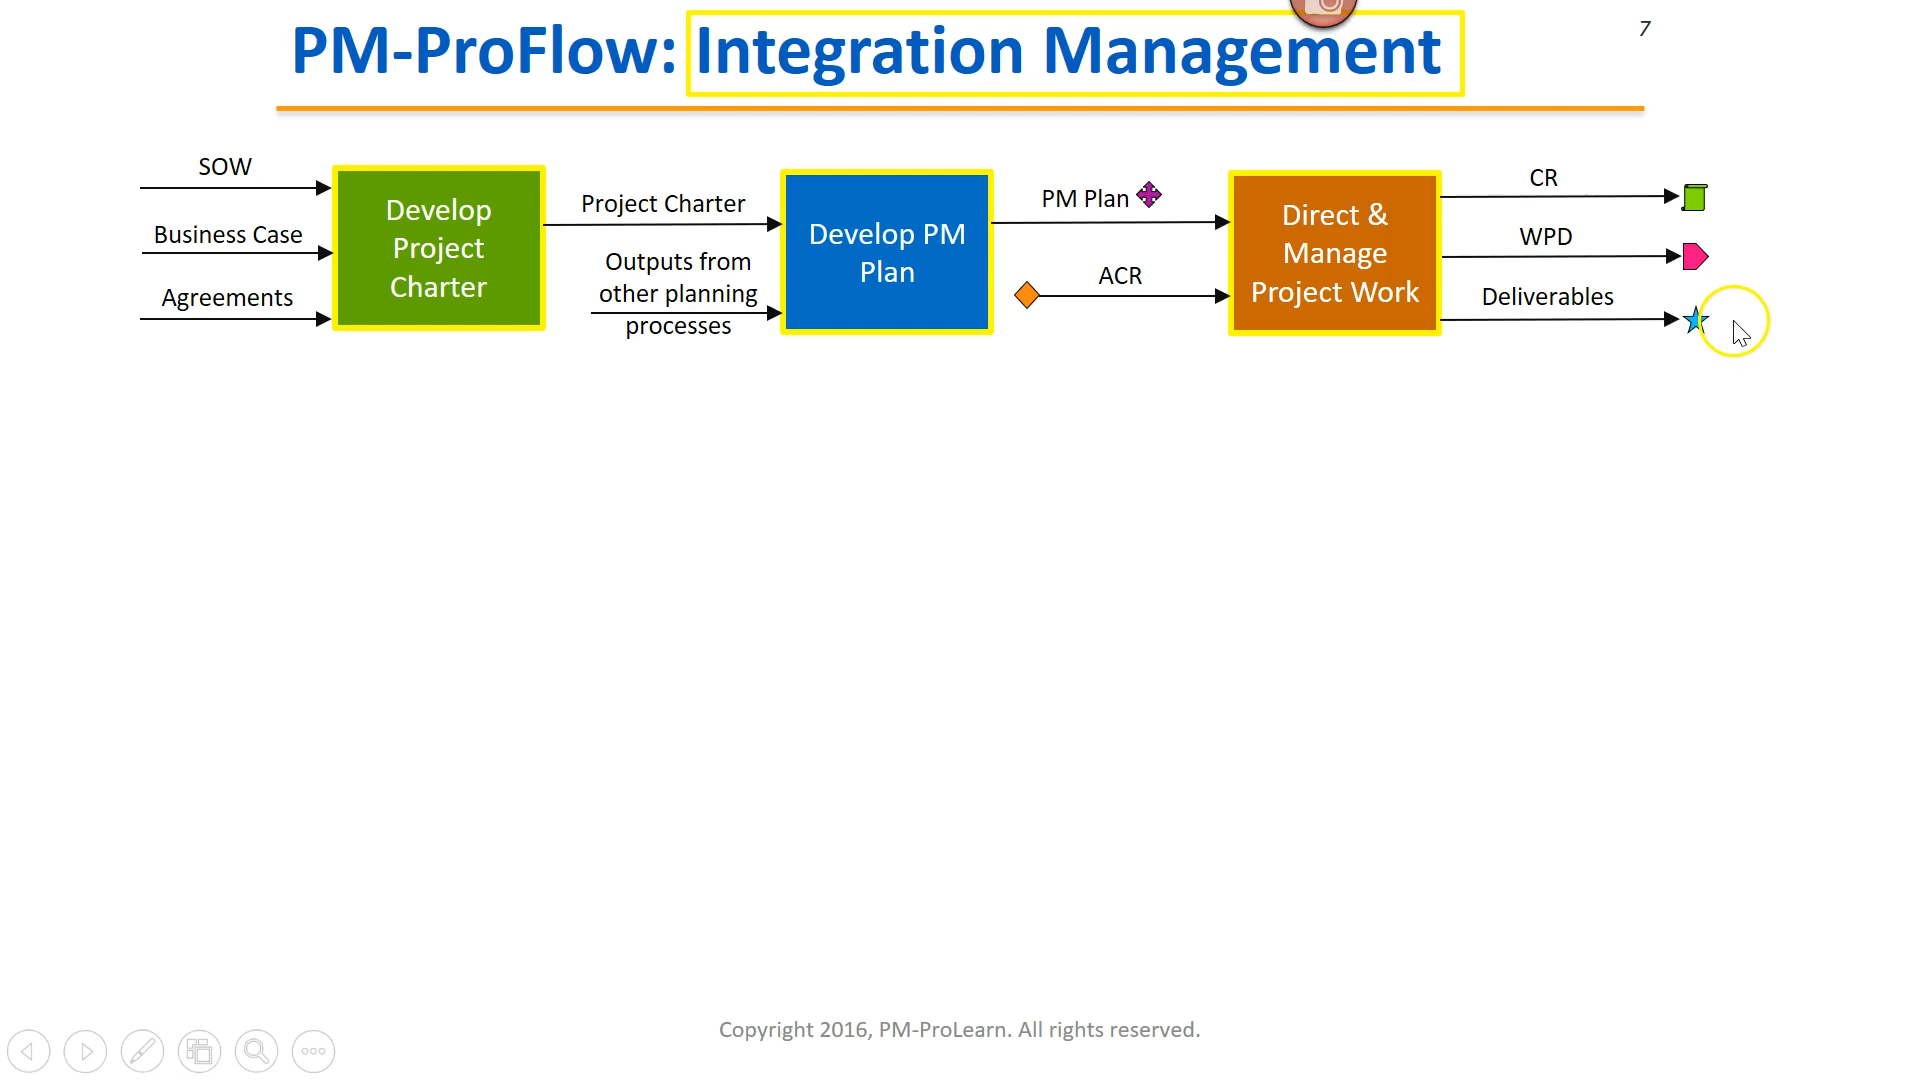 PM-ProFlow: Integration Management
7
SOW
Business Case
Agreements
Develop
Project
Charter
Project Charter
Outputs from
other planning
processes
Develop PM
Plan
PM Plan
ACR
Direct &
Manage
Project Work
CR
WPD
Deliverables
Copyright 2016, PM-ProLearn. All rights reserved.